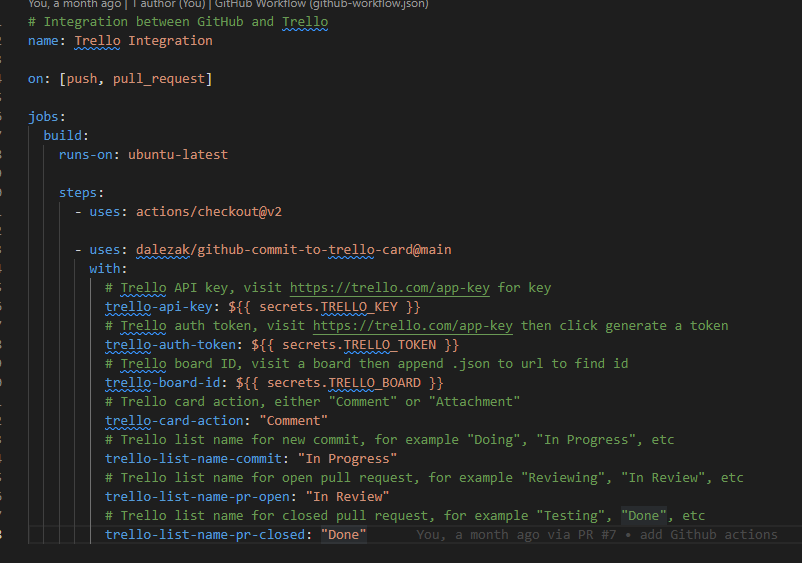 You, a month ago | 1 author (You) | GitHub Workflow (github-workflow.json)
# Integration between GitHub and Trello
name: Trello Integration
on: [push, pull_request]
jobs:
build:
runs-on: ubuntu-latest
steps:
- uses: actions/checkout@v2
- uses: dalezak/github-commit-to-trello-card@main
with:
# Trello API key, visit https://trello.com/app-key for key
trello-api-key: ${{ secrets.TRELLO_KEY }}
# Trello auth token, visit https://trello.com/app-key then click generate a token
trello-auth-token: ${{ secrets.TRELLO_TOKEN }}
# Trello board ID, visit a board then append .json to url to find id
trello-board-id: ${{ secrets.TRELLO_BOARD }}
# Trello card action, either "Comment" or "Attachment"
trello-card-action: "Comment"
# Trello list name for new commit, for example "Doing", "In Progress", etc
trello-list-name-commit: "In Progress"
# Trello list name for open pull request, for example "Reviewing", "In Review", etc
trello-list-name-pr-open: "In Review"
# Trello list name for closed pull request, for example "Testing", "Done", etc
trello-list-name-pr-closed: "Done" You, a month ago via PR #7 • add Github actions